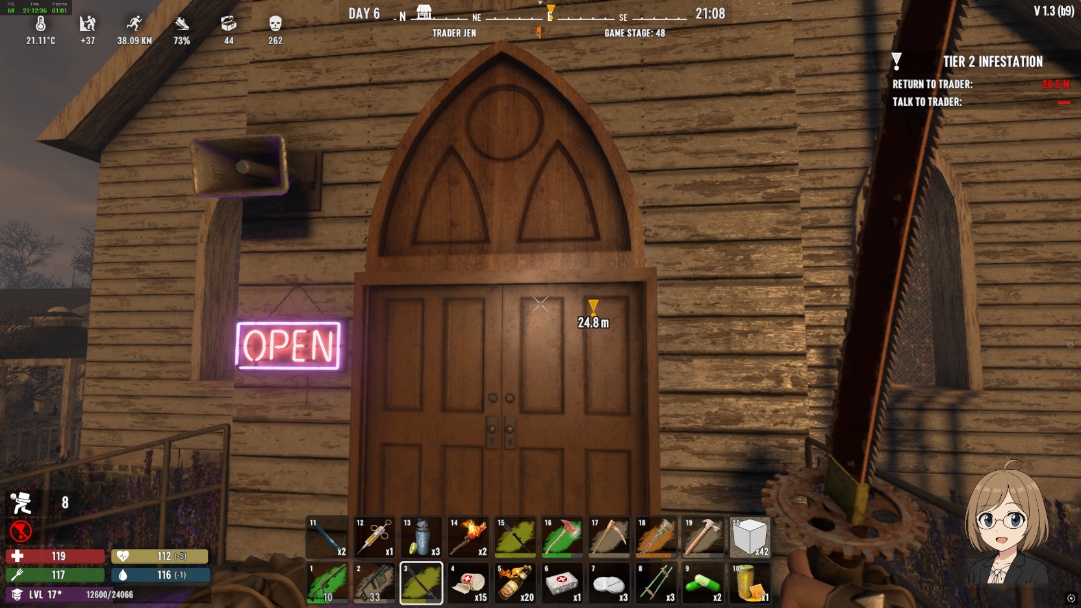 DAY 6
N
NE
E
SE
21:08
V 1.3 (b9)
21.11°C
+37
38.09 KM
73%
44
262
TRADER JEN
GAME STAGE: 48
TIER 2 INFESTATION
RETURN TO TRADER:
TALK TO TRADER:
24.8 m
OPEN
8
119
112 (-5)
117
116 (-1)
LVL 17*
12600/24066
11
x2
12
x1
13
x3
14
x2
15
16
17
18
19
x42
1
10
2
33
3
4
x15
5
x20
6
x1
7
x3
8
x3
9
x2
10
x1